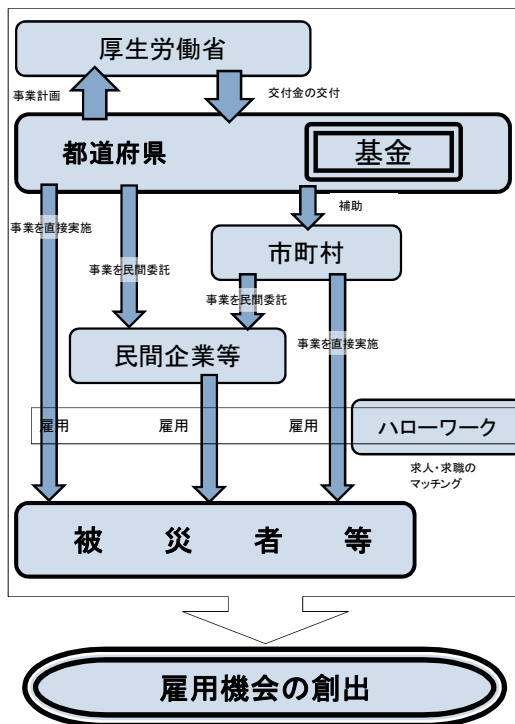 厚生労働省
事業計画
交付金の交付
都道府県
基金
事業を直接実施
補助
市町村
事業を民間委託
事業を民間委託
事業を直接実施
民間企業等
雇用
雇用
雇用
ハローワーク
求人・求職の
マッチング
被災者等
雇用機会の創出